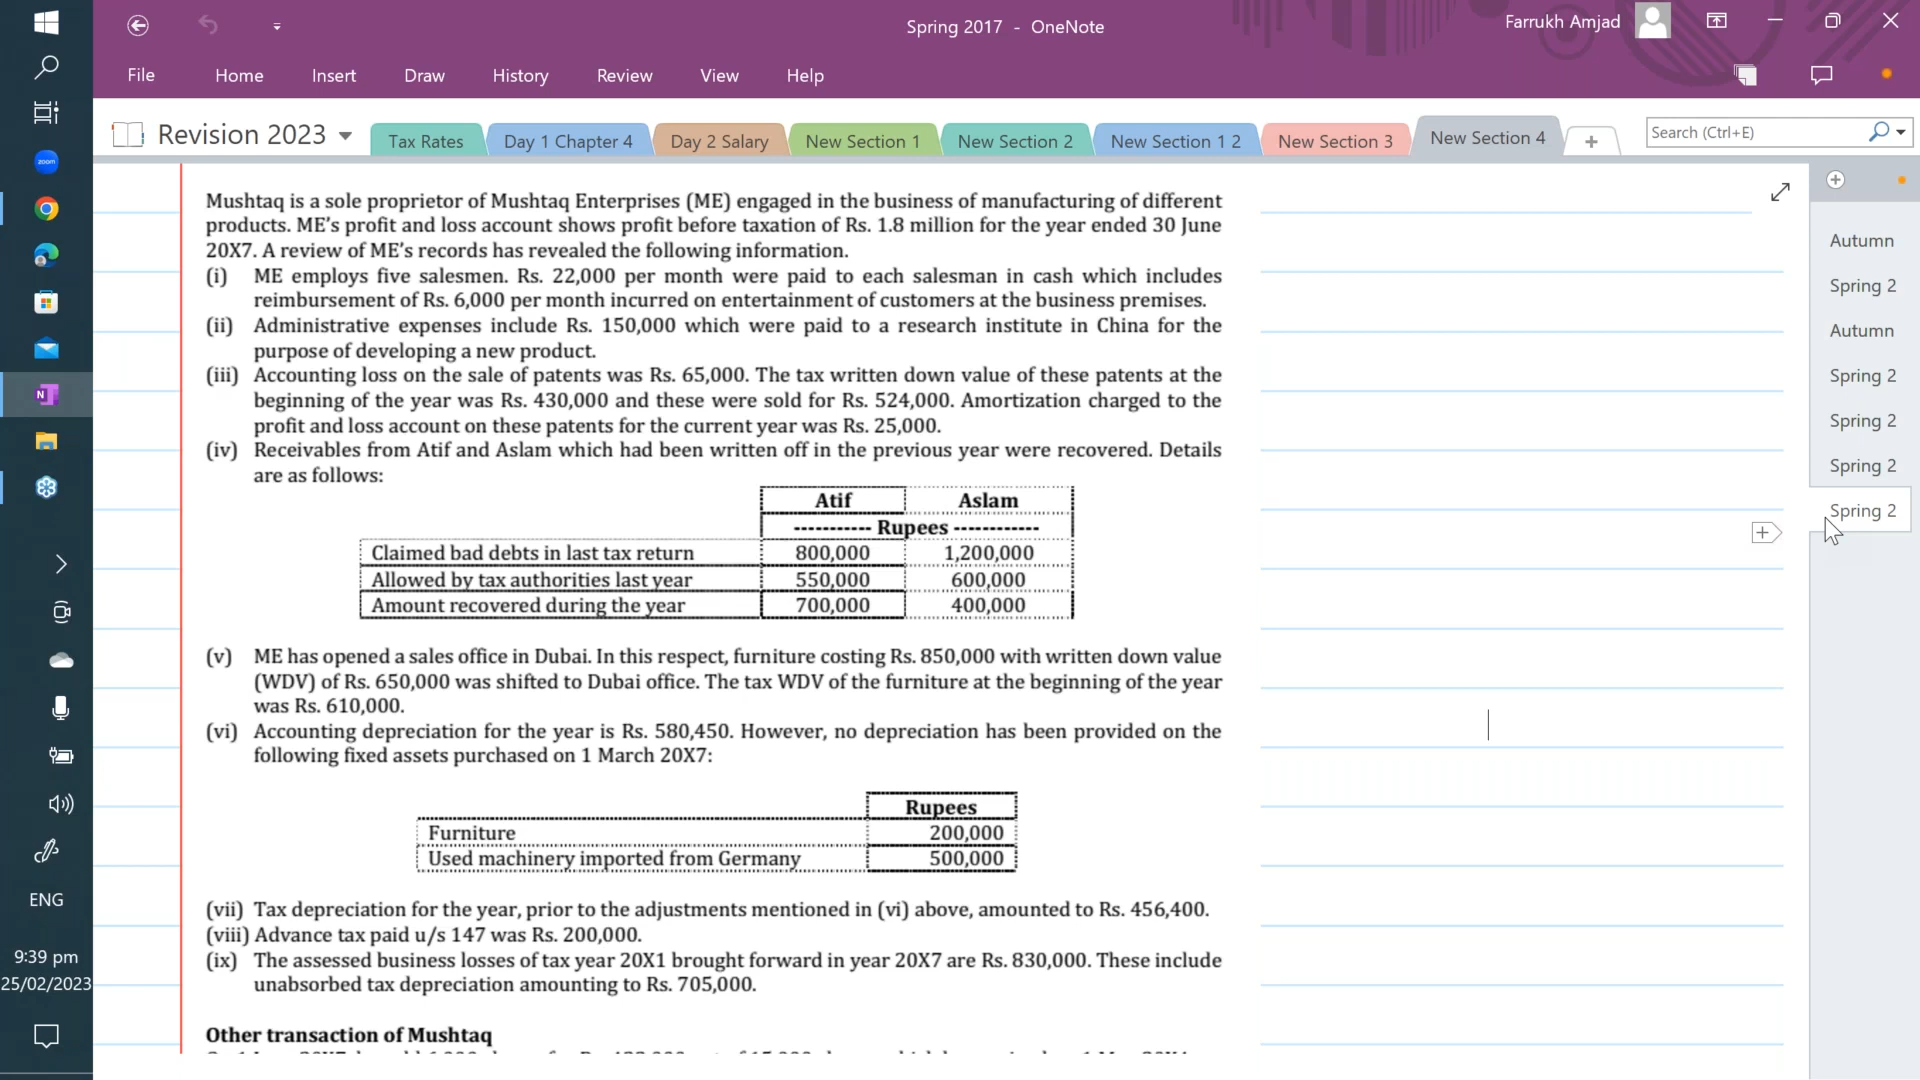 Spring 2017 - OneNote
Farrukh Amjad
File Home Insert Draw History Review View Help
Revision 2023
Tax Rates
Day 1 Chapter 4
Day 2 Salary
New Section 1
New Section 2
New Section 1 2
New Section 3
New Section 4
Search (Ctrl+E)
Mushtaq is a sole proprietor of Mushtaq Enterprises (ME) engaged in the business of manufacturing of different
products. ME's profit and loss account shows profit before taxation of Rs. 1.8 million for the year ended 30 June
20X7. A review of ME's records has revealed the following information.
(i) ME employs five salesmen. Rs. 22,000 per month were paid to each salesman in cash which includes
reimbursement of Rs. 6,000 per month incurred on entertainment of customers at the business premises.
(ii) Administrative expenses include Rs. 150,000 which were paid to a research institute in China for the
purpose of developing a new product.
(iii) Accounting loss on the sale of patents was Rs. 65,000. The tax written down value of these patents at the
beginning of the year was Rs. 430,000 and these were sold for Rs. 524,000. Amortization charged to the
profit and loss account on these patents for the current year was Rs. 25,000.
(iv) Receivables from Atif and Aslam which had been written off in the previous year were recovered. Details
are as follows:
Atif Aslam
----------- Rupees ------------
Claimed bad debts in last tax return 800,000 1,200,000
Allowed by tax authorities last year 550,000 600,000
Amount recovered during the year 700,000 400,000
(v) ME has opened a sales office in Dubai. In this respect, furniture costing Rs. 850,000 with written down value
(WDV) of Rs. 650,000 was shifted to Dubai office. The tax WDV of the furniture at the beginning of the year
was Rs. 610,000.
(vi) Accounting depreciation for the year is Rs. 580,450. However, no depreciation has been provided on the
following fixed assets purchased on 1 March 20X7:
Rupees
Furniture 200,000
Used machinery imported from Germany 500,000
(vii) Tax depreciation for the year, prior to the adjustments mentioned in (vi) above, amounted to Rs. 456,400.
(viii) Advance tax paid u/s 147 was Rs. 200,000.
(ix) The assessed business losses of tax year 20X1 brought forward in year 20X7 are Rs. 830,000. These include
unabsorbed tax depreciation amounting to Rs. 705,000.
Other transaction of Mushtaq
Autumn
Spring 2
Autumn
Spring 2
Spring 2
Spring 2
Spring 2
zoom
N
ENG
9:39 pm
25/02/2023